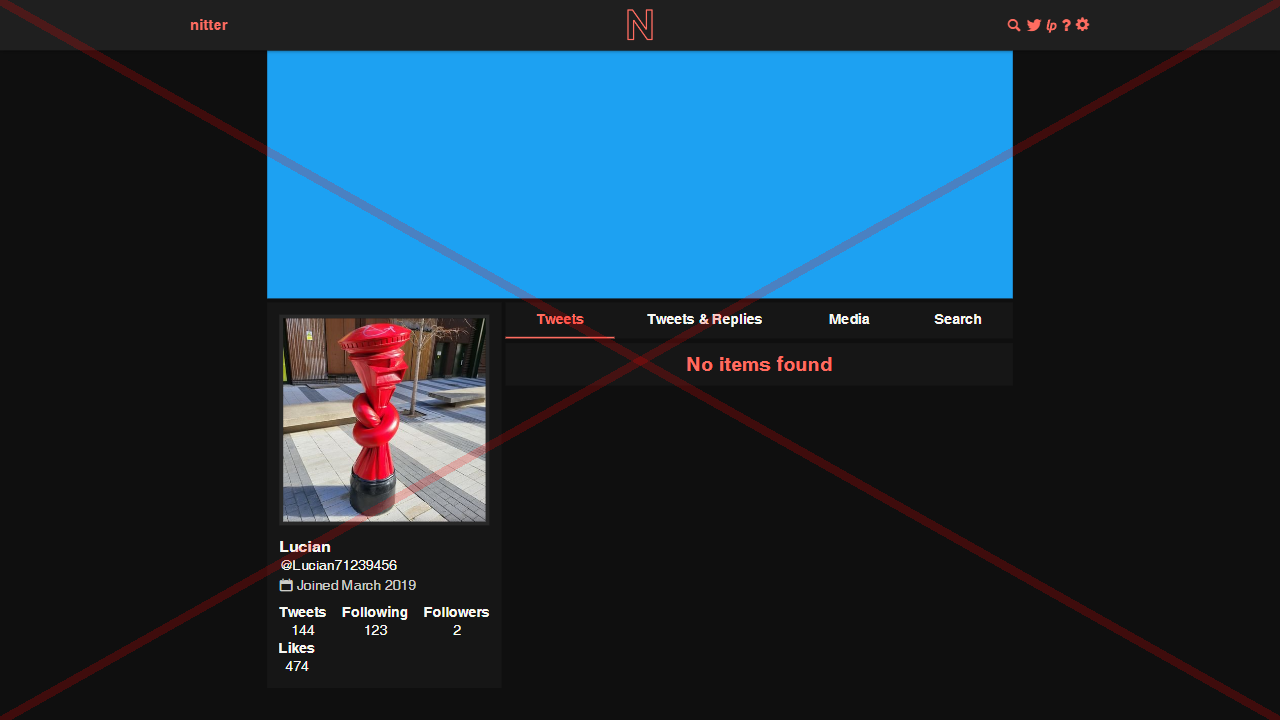 nitter
N
lp ?
Tweets Tweets & Replies Media Search
No items found
Lucian
@Lucian71239456
Joined March 2019
Tweets Following Followers
144 123 2
Likes
474